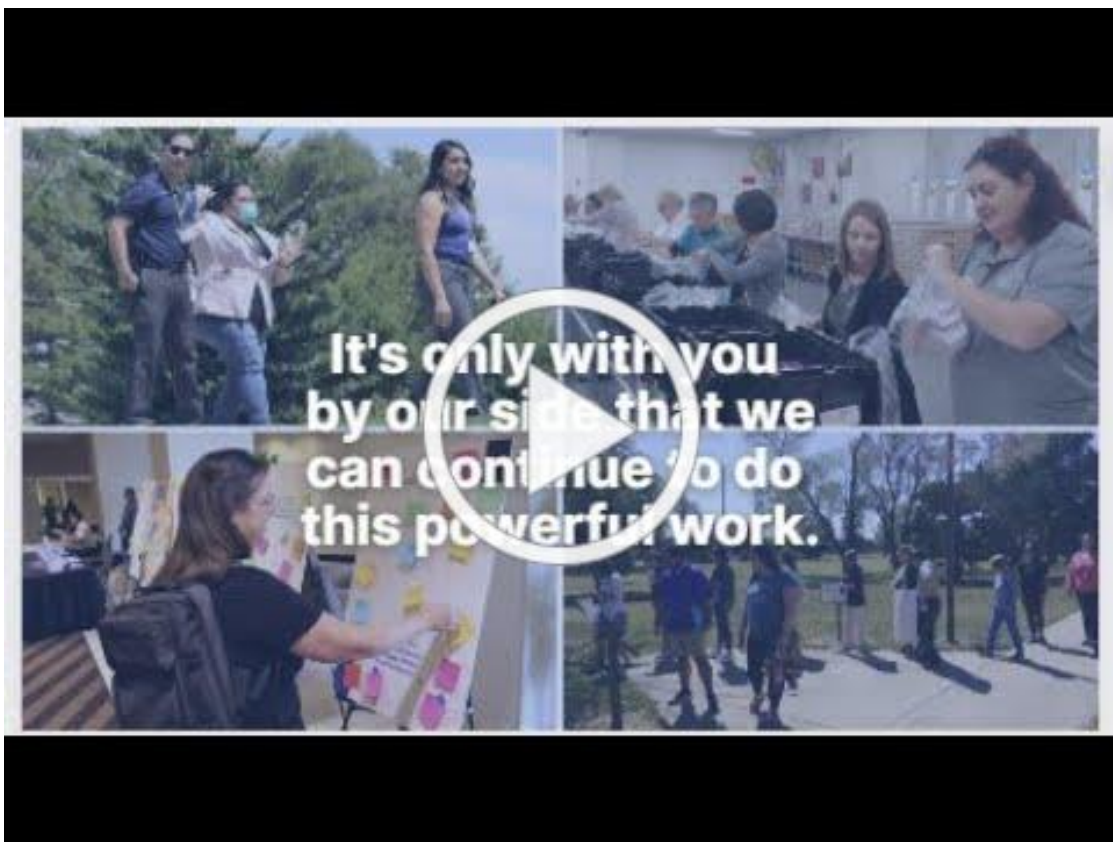 It's only with you
by our side that we
can continue to do
this powerful work.